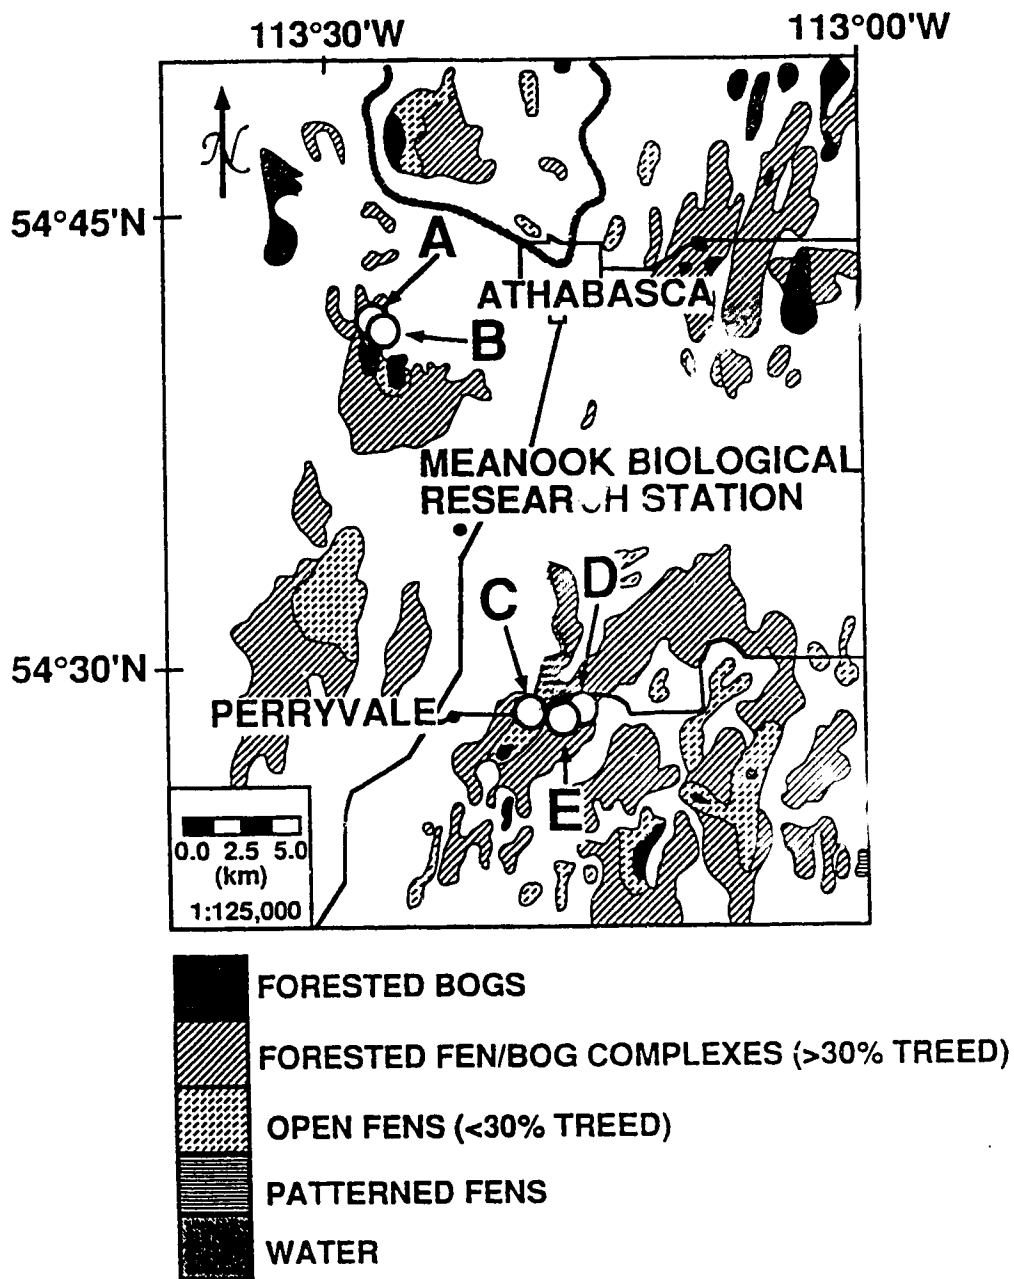 113°30'W
113°00'W
N
54°45'N
A
ATHABASCA
B
MEANOOK BIOLOGICAL
RESEARCH STATION
D
C
54°30'N
PERRYVALE
E
0.0 2.5 5.0
(km)
1:125,000
FORESTED BOGS
FORESTED FEN/BOG COMPLEXES (>30% TREED)
OPEN FENS (<30% TREED)
PATTERNED FENS
WATER